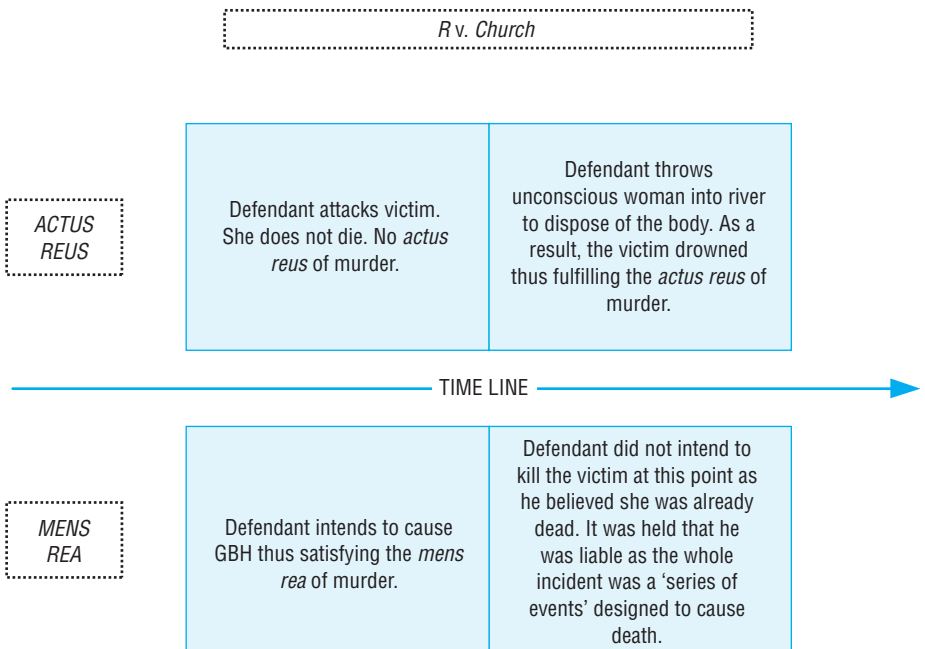 R v. Church
ACTUS
REUS
Defendant attacks victim.
She does not die. No actus
reus of murder.
Defendant throws
unconscious woman into river
to dispose of the body. As a
result, the victim drowned
thus fulfilling the actus reus of
murder.
TIME LINE
MENS
REA
Defendant intends to cause
GBH thus satisfying the mens
rea of murder.
Defendant did not intend to
kill the victim at this point as
he believed she was already
dead. It was held that he
was liable as the whole
incident was a ‘series of
events’ designed to cause
death.